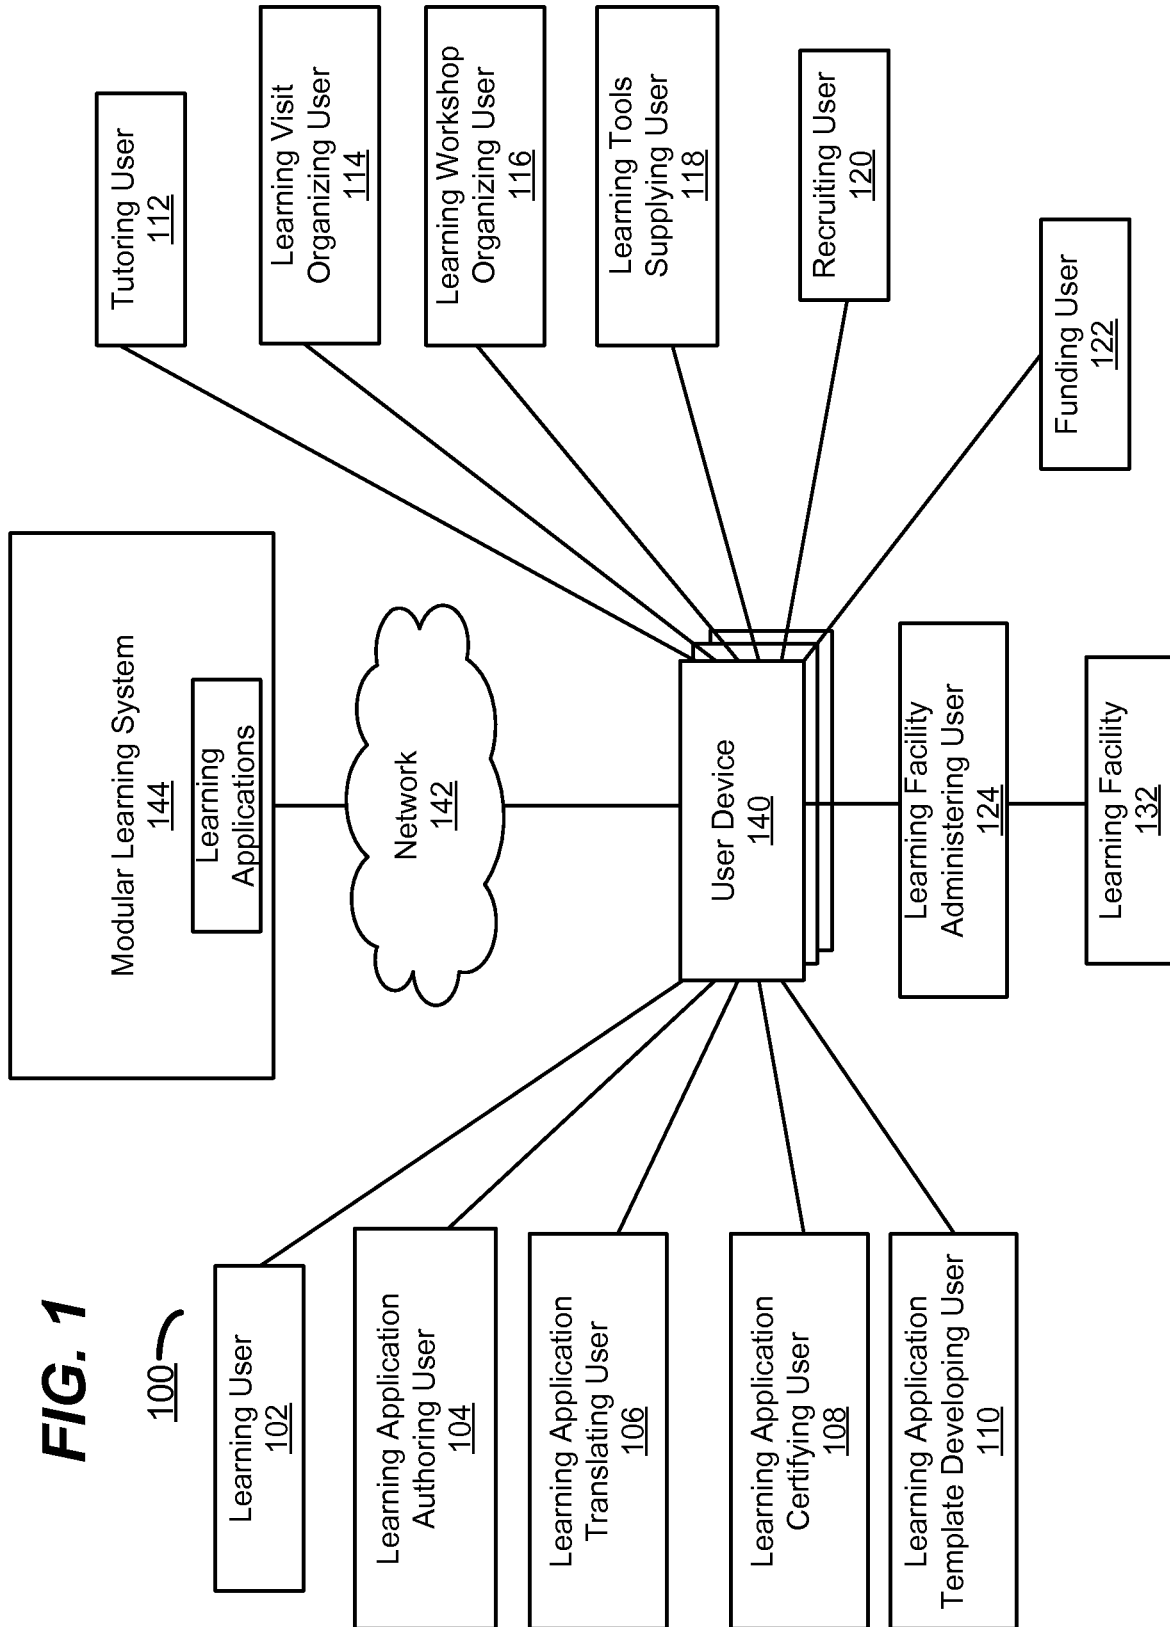 FIG. 1
100
Modular Learning System
144
Learning
Applications
Network
142
User Device
140
Learning User
102
Learning Application
Authoring User
104
Learning Application
Translating User
106
Learning Application
Certifying User
108
Learning Application
Template Developing User
110
Tutoring User
112
Learning Visit
Organizing User
114
Learning Workshop
Organizing User
116
Learning Tools
Supplying User
118
Recruiting User
120
Funding User
122
Learning Facility
Administering User
124
Learning Facility
132